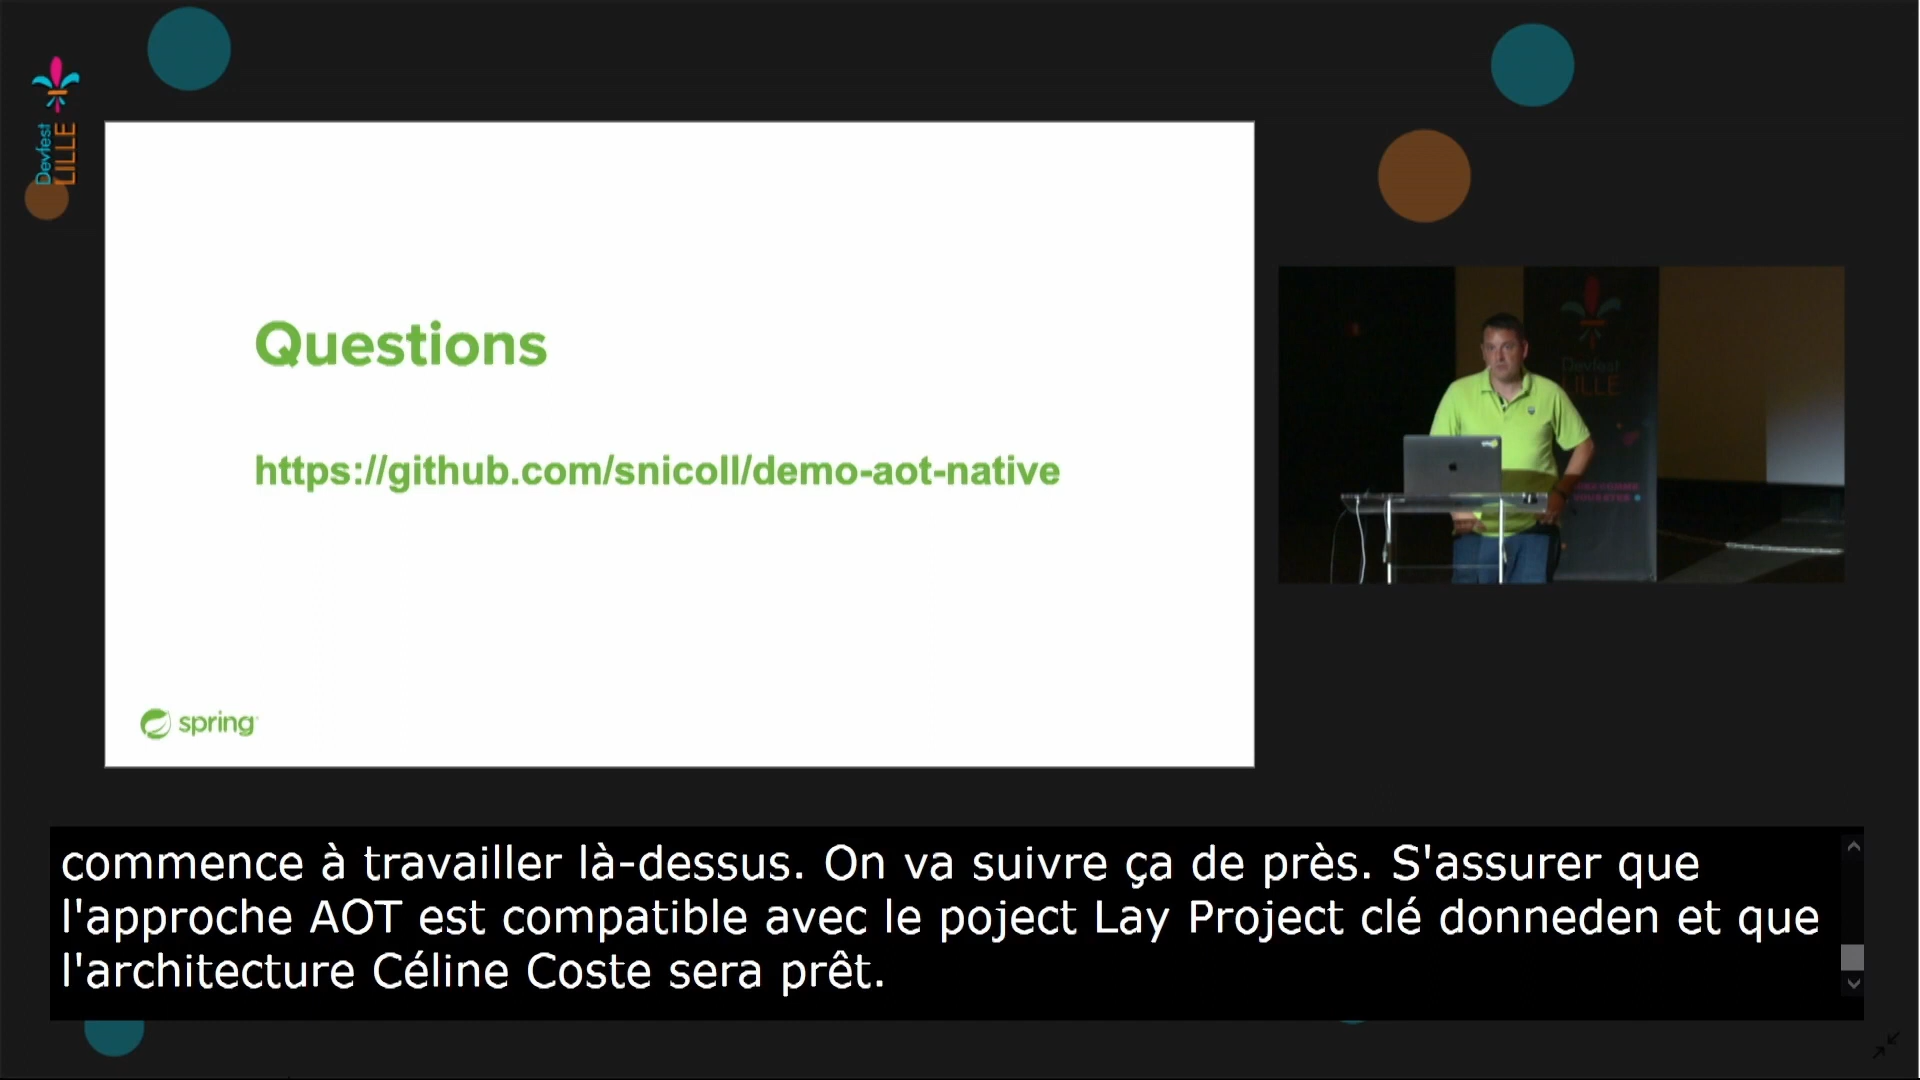 Devfest
LILLE
Questions
https://github.com/snicoll/demo-aot-native
spring
Devfest
LILLE
commence à travailler là-dessus. On va suivre ça de près. S'assurer que
l'approche AOT est compatible avec le poject Lay Project clé donneden et que
l'architecture Céline Coste sera prêt.